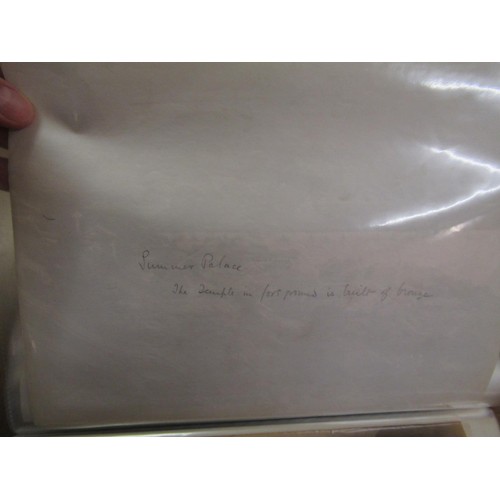 Summer Palace
The Temple in foreground is built of bronze